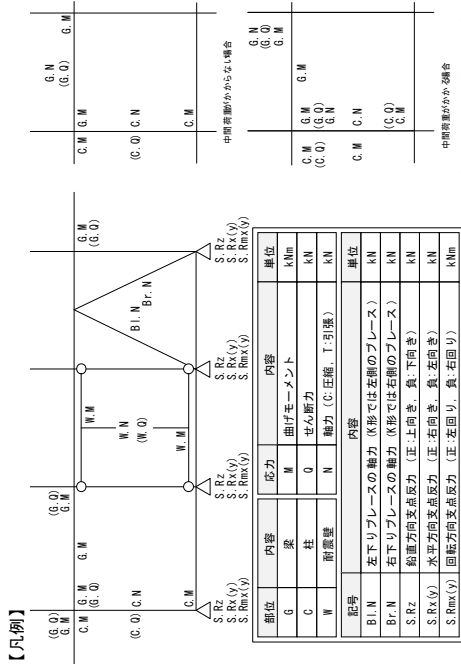 【凡例】
(G.Q)
G.M
C.M
G.M
(G.Q)
G.M
(G.Q)
G.M
(C.Q)
C.N
C.M
W.M
W.N
(W.Q)
W.M
Bl.N
Br.N
G.M
(G.Q)
S.Rz
S.Rx(y)
S.Rmx(y)
S.Rz
S.Rx(y)
S.Rmx(y)
S.Rz
S.Rx(y)
S.Rmx(y)
S.Rz
S.Rx(y)
S.Rmx(y)
部位 内容 応力 内容 単位
G 梁 M 曲げモーメント kNm
C 柱 Q せん断力 kN
W 耐震壁 N 軸力 (C:圧縮, T:引張) kN
記号 内容 単位
Bl.N 左下りブレースの軸力 (K形では左側のブレース) kN
Br.N 右下りブレースの軸力 (K形では右側のブレース) kN
S.Rz 鉛直方向支点反力 (正:上向き, 負:下向き) kN
S.Rx(y) 水平方向支点反力 (正:右向き, 負:左向き) kN
S.Rmx(y) 回転方向支点反力 (正:左回り, 負:右回り) kNm
G.N
(G.Q)
G.M
C.M
G.M
(C.Q)
C.N
C.M
中間荷重がかからない場合
G.N
(G.Q)
G.M
C.M
(C.Q)
G.M
(G.Q)
G.N
G.M
G.M
C.M
C.N
(C.Q)
C.M
中間荷重がかかる場合